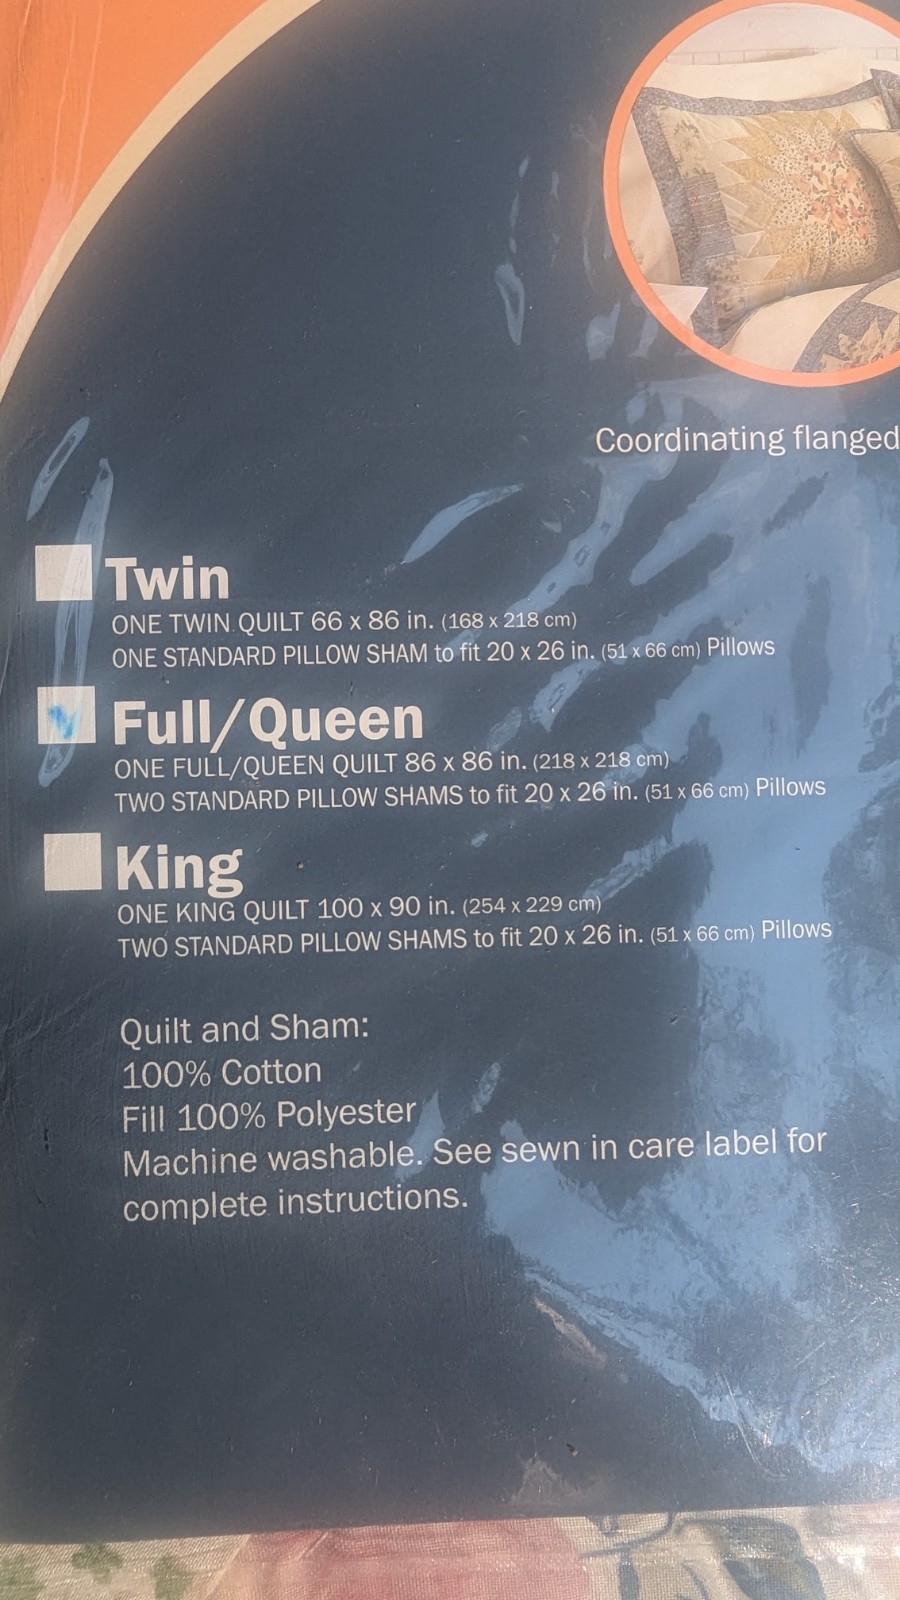 Coordinating flanged
Twin
ONE TWIN QUILT 66 x 86 in. (168 x 218 cm)
ONE STANDARD PILLOW SHAM to fit 20 x 26 in. (51 x 66 cm) Pillows
Full/Queen
ONE FULL/QUEEN QUILT 86 x 86 in. (218 x 218 cm)
TWO STANDARD PILLOW SHAMS to fit 20 x 26 in. (51 x 66 cm) Pillows
King
ONE KING QUILT 100 x 90 in. (254 x 229 cm)
TWO STANDARD PILLOW SHAMS to fit 20 x 26 in. (51 x 66 cm) Pillows
Quilt and Sham:
100% Cotton
Fill 100% Polyester
Machine washable. See sewn in care label for
complete instructions.